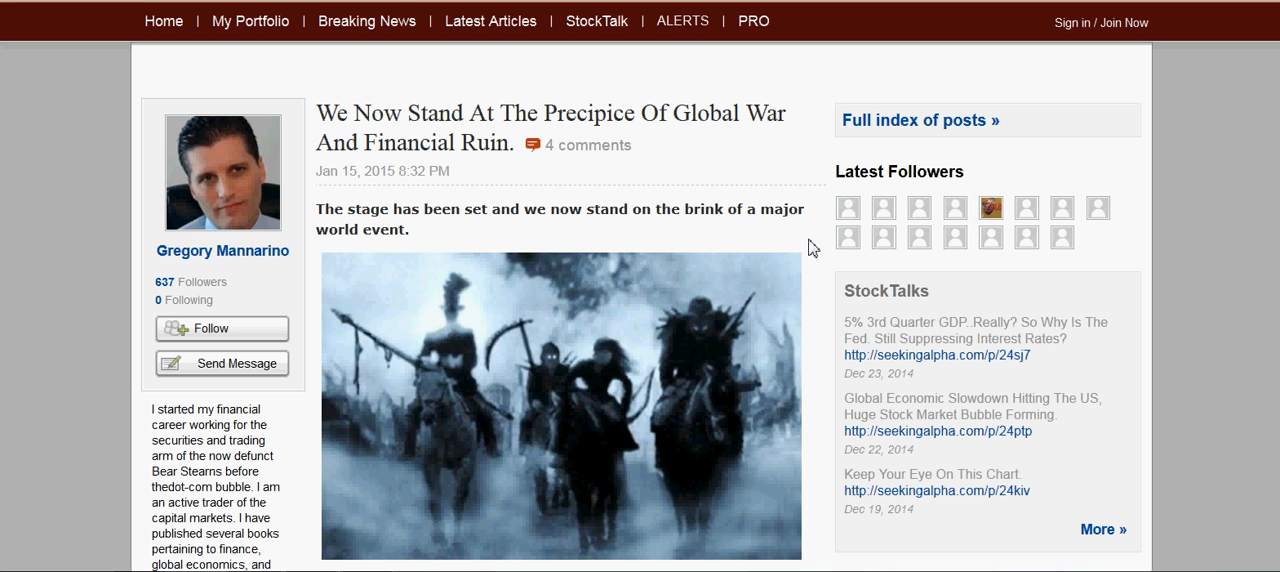 Home | My Portfolio | Breaking News | Latest Articles | StockTalk | ALERTS | PRO
Sign in / Join Now
Gregory Mannarino
637 Followers
0 Following
Follow
Send Message
I started my financial
career working for the
securities and trading
arm of the now defunct
Bear Stearns before
thedot-com bubble. I am
an active trader of the
capital markets. I have
published several books
pertaining to finance,
global economics, and
We Now Stand At The Precipice Of Global War
And Financial Ruin. 4 comments
Jan 15, 2015 8:32 PM
The stage has been set and we now stand on the brink of a major
world event.
Full index of posts »
Latest Followers
StockTalks
5% 3rd Quarter GDP..Really? So Why Is The
Fed. Still Suppressing Interest Rates?
http://seekingalpha.com/p/24sj7
Dec 23, 2014
Global Economic Slowdown Hitting The US,
Huge Stock Market Bubble Forming.
http://seekingalpha.com/p/24ptp
Dec 22, 2014
Keep Your Eye On This Chart.
http://seekingalpha.com/p/24kiv
Dec 19, 2014
More »